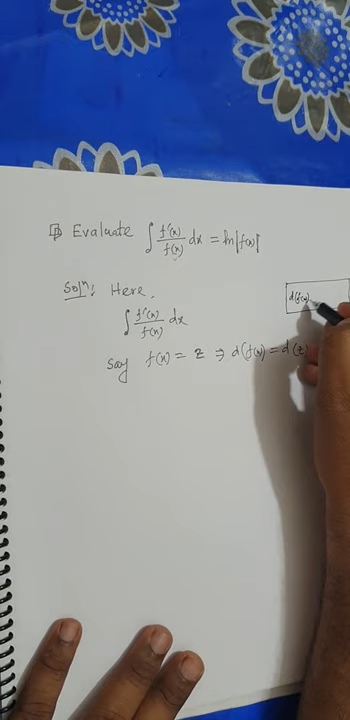 Evaluate ∫ f'(x)/f(x) dx = ln|f(x)|
Solⁿ: Here,
∫ f'(x)/f(x) dx
say f(x) = z ⇒ d(f(x)) = d(z)
d(f(x))